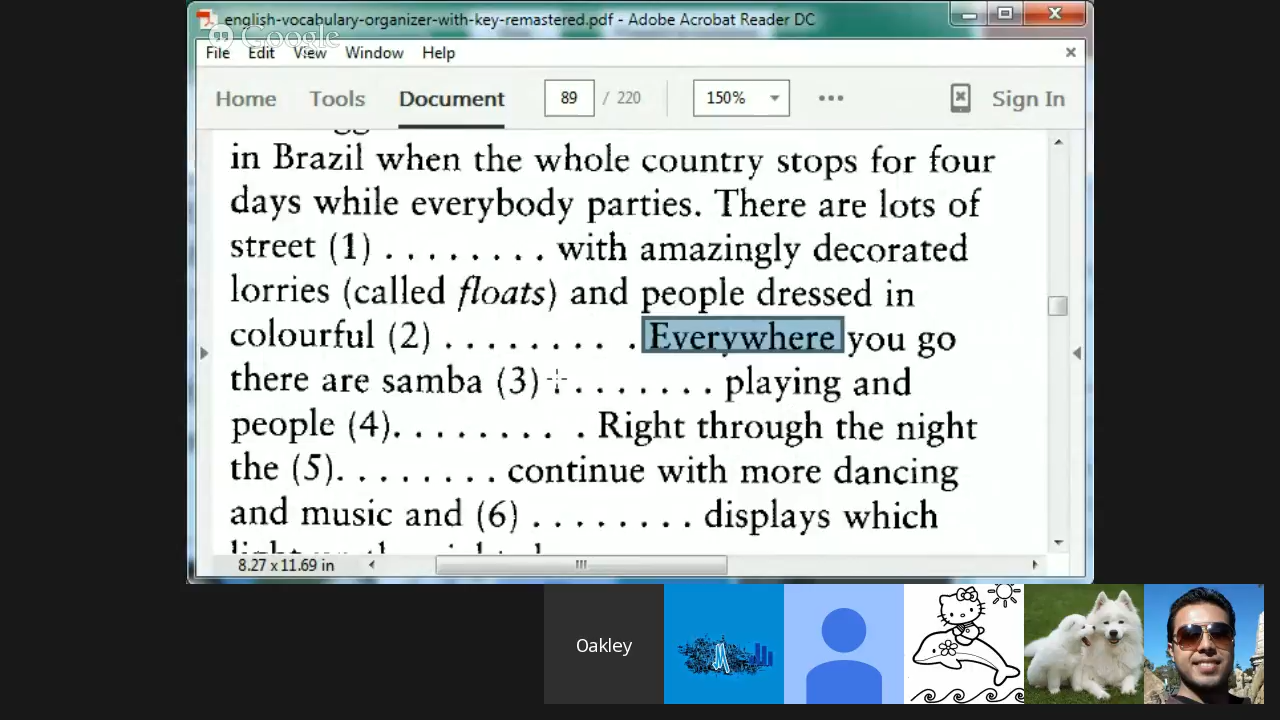 english-vocabulary-organizer-with-key-remastered.pdf - Adobe Acrobat Reader DC
Google
File Edit View Window Help
Home Tools Document 89 / 220 150% Sign In
in Brazil when the whole country stops for four
days while everybody parties. There are lots of
street (1) . . . . . . . . with amazingly decorated
lorries (called floats) and people dressed in
colourful (2) . . . . . . . . . Everywhere you go
there are samba (3) . . . . . . . playing and
people (4). . . . . . . . . Right through the night
the (5). . . . . . . . continue with more dancing
and music and (6) . . . . . . . . displays which
8.27 x 11.69 in
Oakley